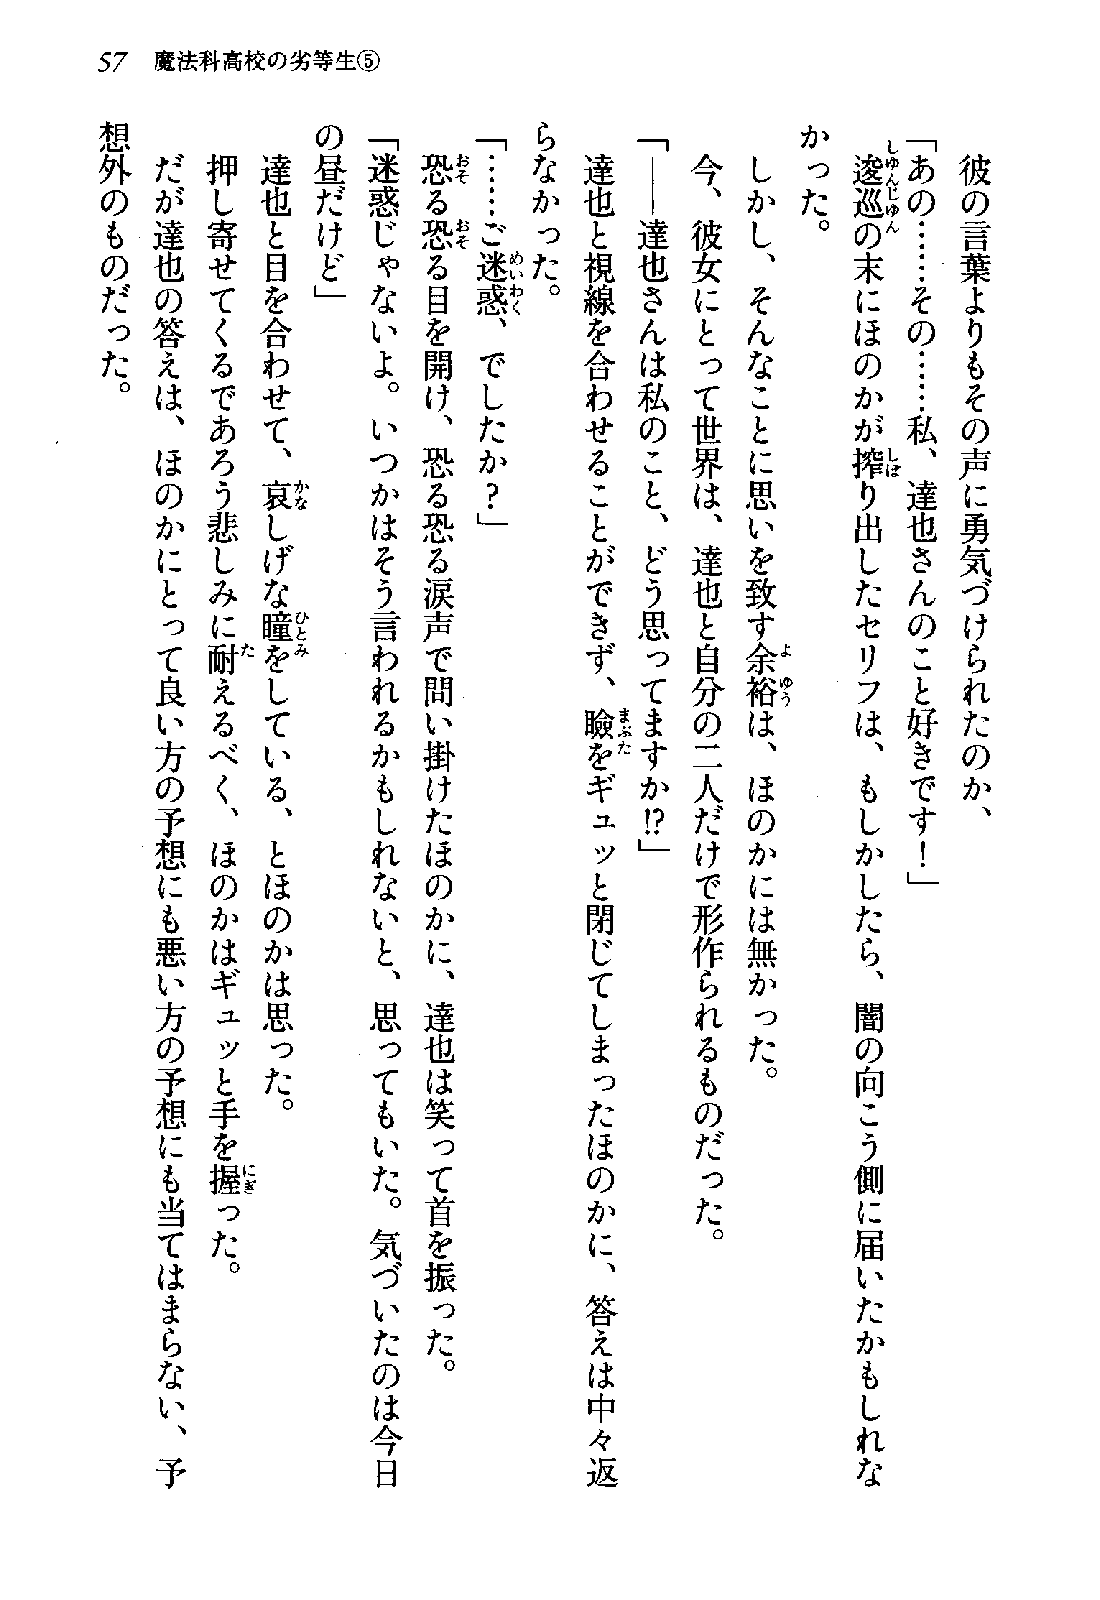 57 魔法科高校の劣等生⑤
彼の言葉よりもその声に勇気づけられたのか、
「あの……その……私、達也さんのこと好きです！」
逡巡の末にほのかが搾り出したセリフは、もしかしたら、闇の向こう側に届いたかもしれな
かった。
しかし、そんなことに思いを致す余裕は、ほのかには無かった。
今、彼女にとって世界は、達也と自分の二人だけで形作られるものだった。
「――達也さんは私のこと、どう思ってますか!?」
達也と視線を合わせることができず、瞼をギュッと閉じてしまったほのかに、答えは中々返
らなかった。
「……ご迷惑、でしたか？」
恐る恐る目を開け、恐る恐る涙声で問い掛けたほのかに、達也は笑って首を振った。
「迷惑じゃないよ。いつかはそう言われるかもしれないと、思ってもいた。気づいたのは今日
の昼だけど」
達也と目を合わせて、哀しげな瞳をしている、とほのかは思った。
押し寄せてくるであろう悲しみに耐えるべく、ほのかはギュッと手を握った。
だが達也の答えは、ほのかにとって良い方の予想にも悪い方の予想にも当てはまらない、予
想外のものだった。